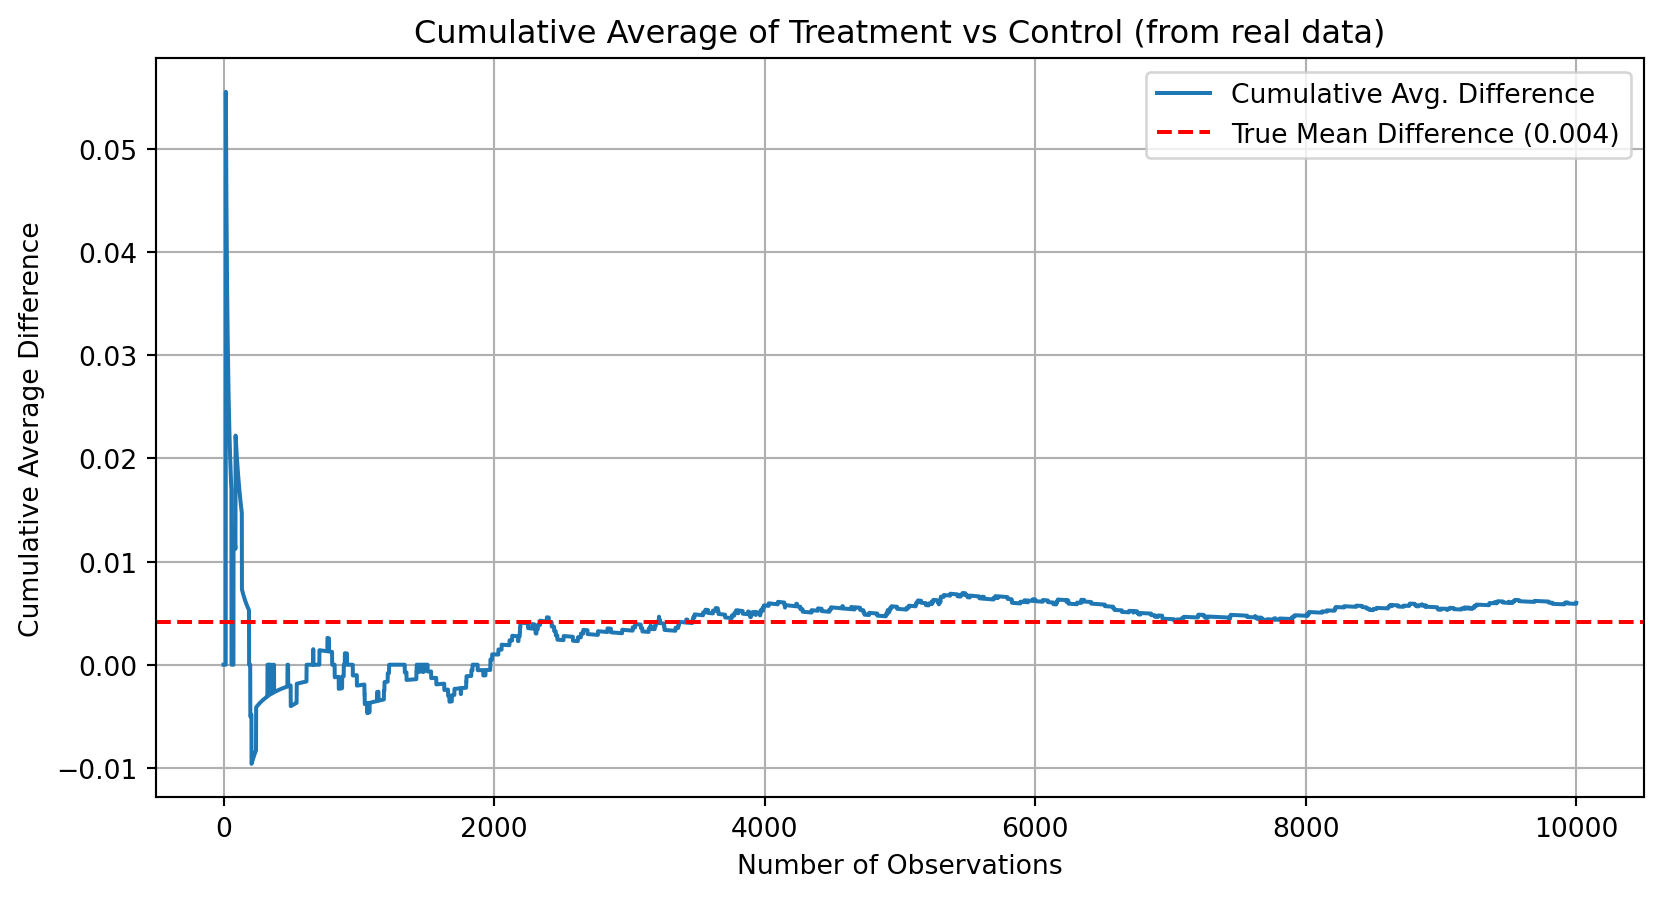 Cumulative Average of Treatment vs Control (from real data)
Cumulative Avg. Difference
True Mean Difference (0.004)
Cumulative Average Difference
0.05
0.04
0.03
0.02
0.01
0.00
−0.01
0
2000
4000
6000
8000
10000
Number of Observations